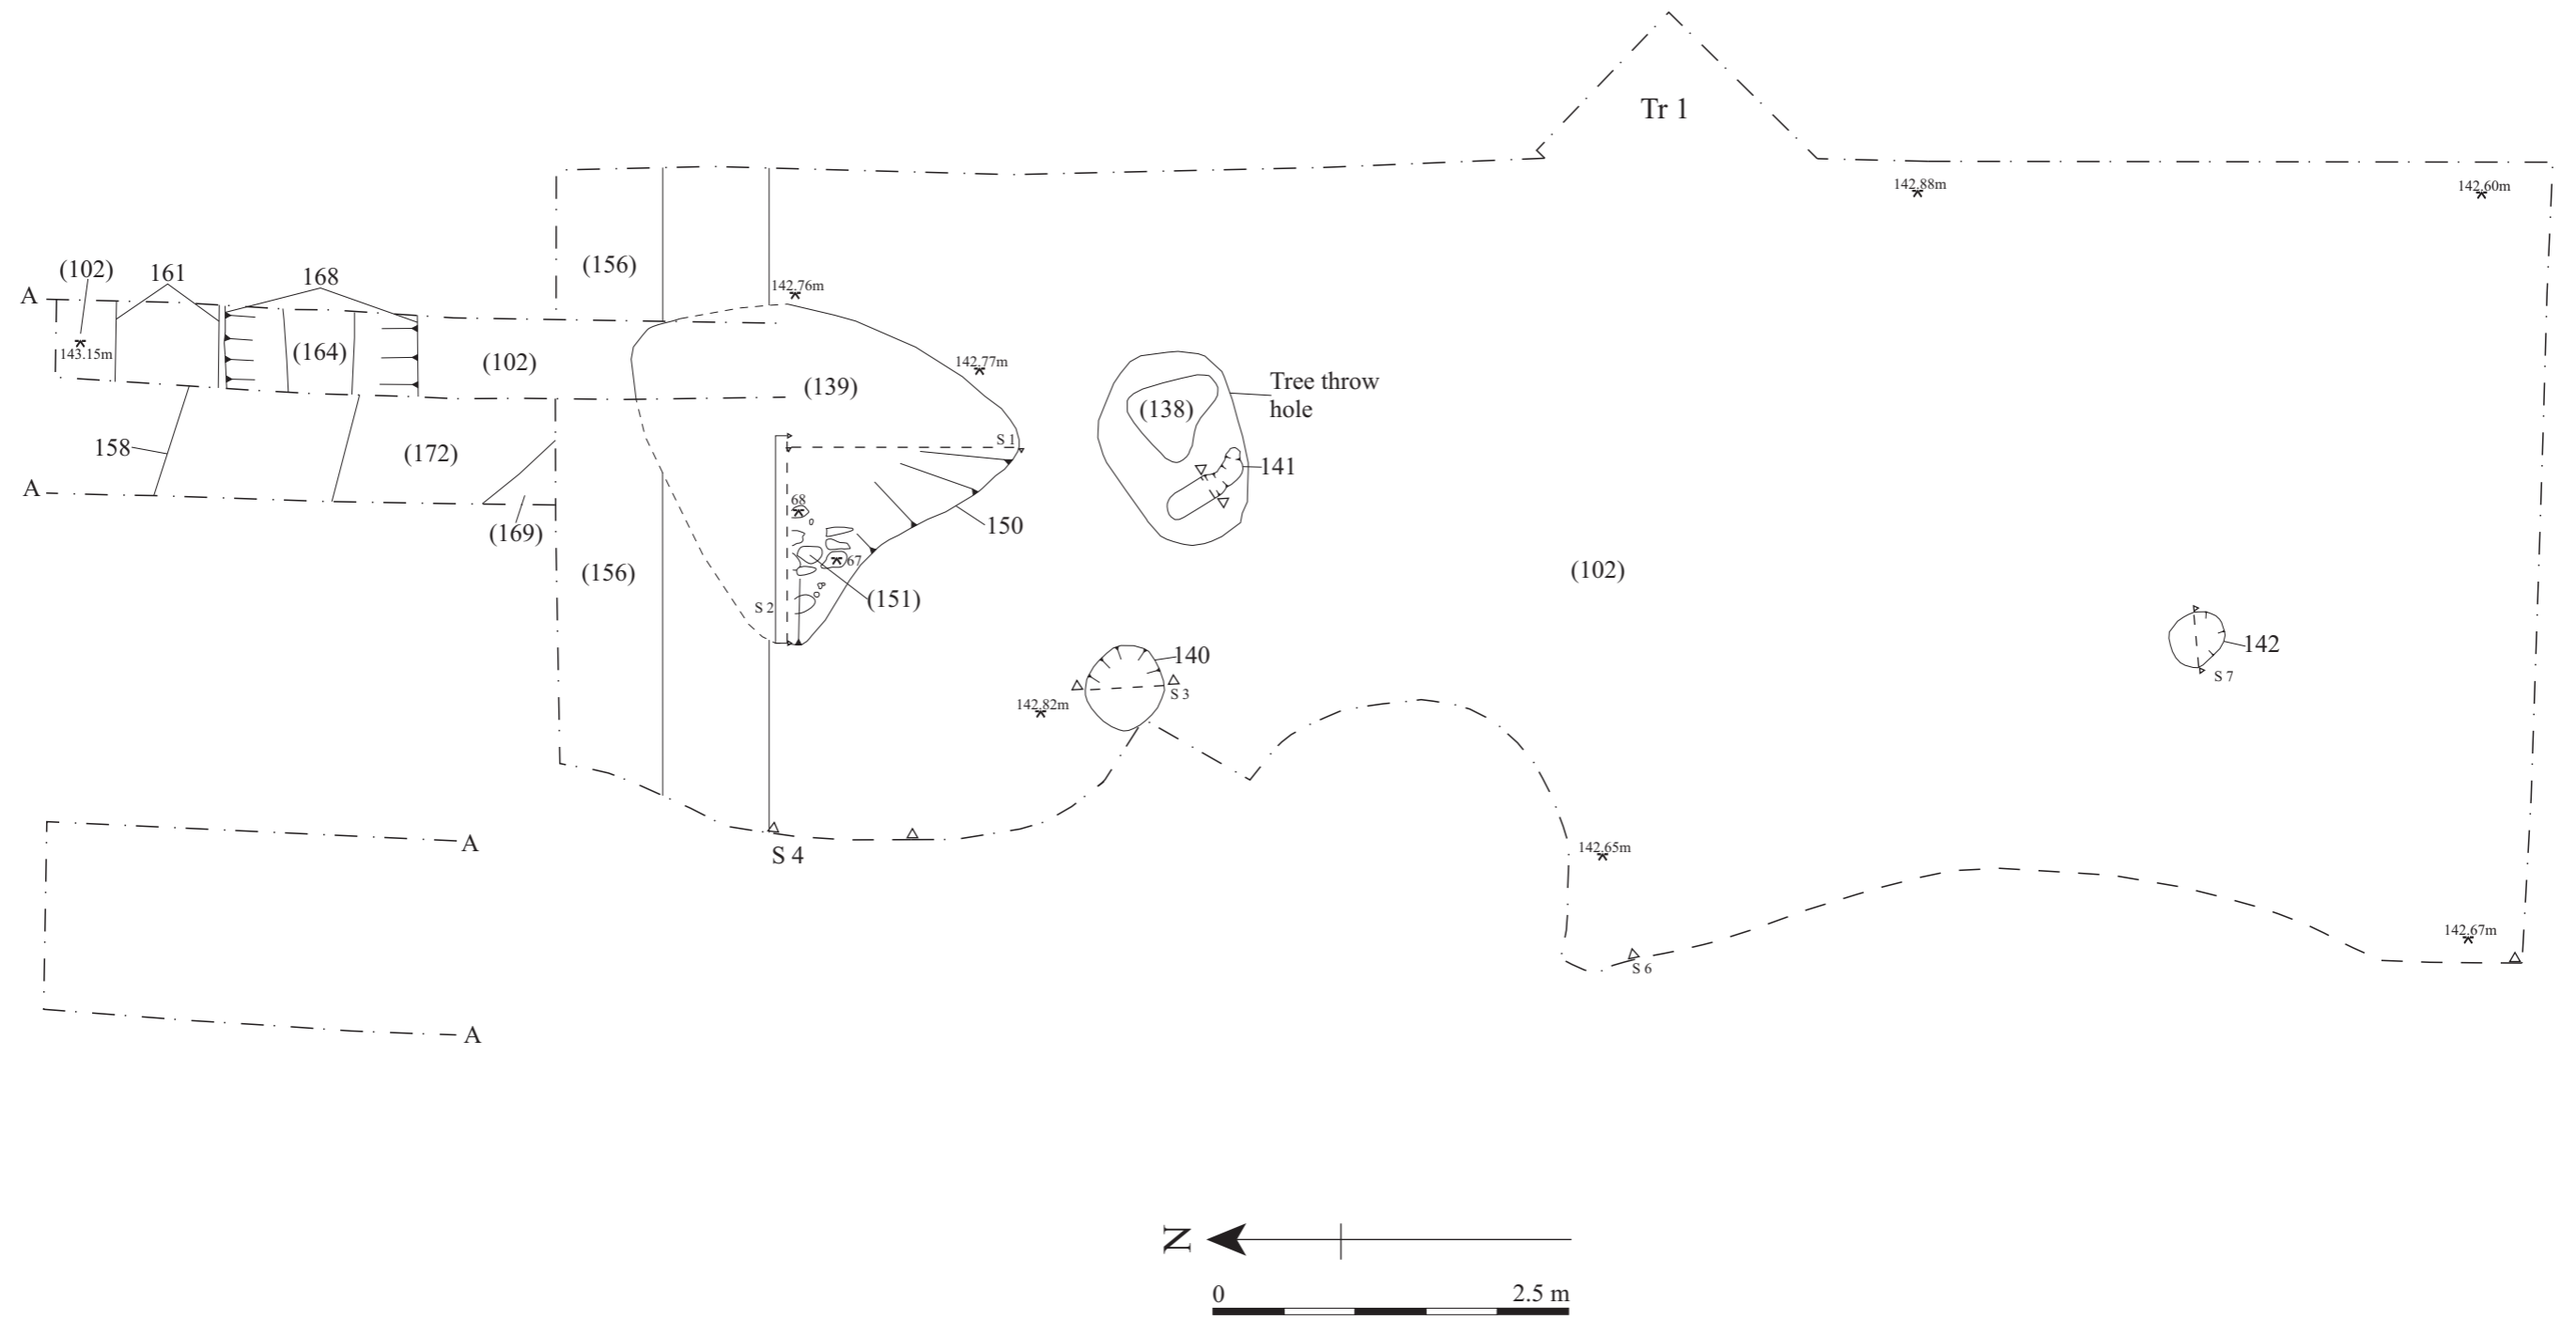 Tr 1
142.88m
142.60m
(156)
(102)
161
168
A
142.76m
143.15m
(164)
(102)
142.77m
(139)
Tree throw
hole
(138)
S 1
158
(172)
141
A
68
150
(169)
67
(156)
(151)
(102)
S 2
140
142
S 7
S 3
142.82m
A
S 4
142.65m
142.67m
S 6
A
N
0
2.5 m